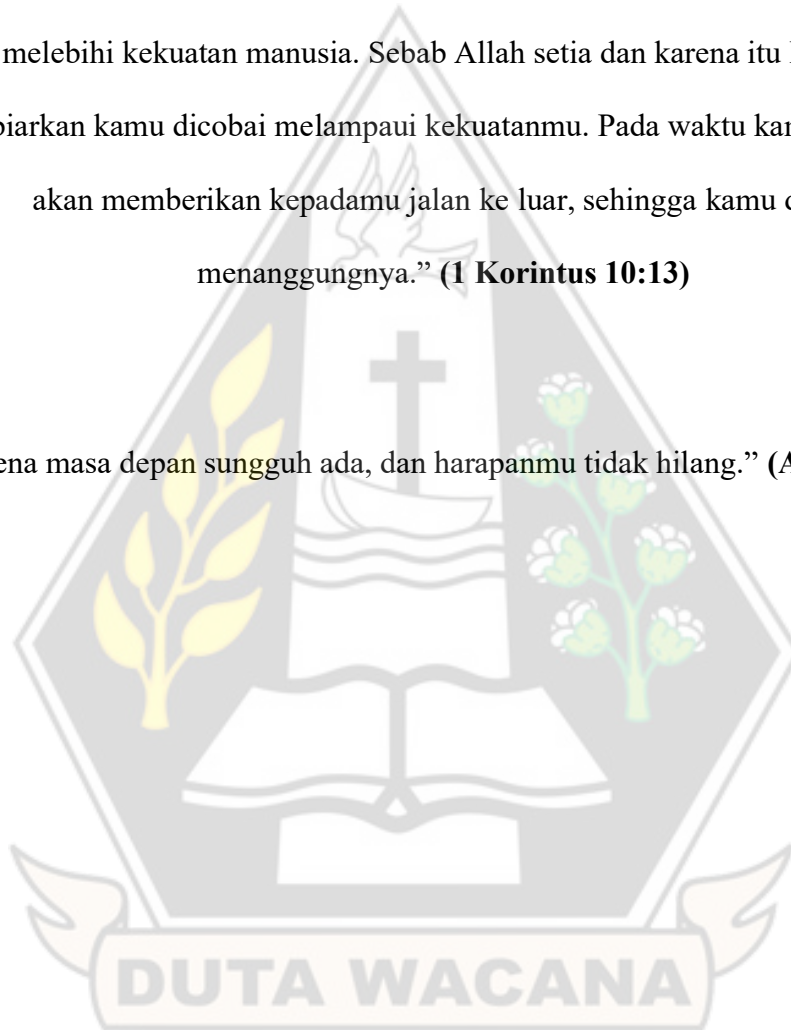 melebihi kekuatan manusia. Sebab Allah setia dan karena itu
biarkan kamu dicobai melampaui kekuatanmu. Pada waktu
akan memberikan kepadamu jalan ke luar, sehingga kamu
menanggungnya.” (1 Korintus 10:13)
ena masa depan sungguh ada, dan harapanmu tidak hilang.” (A
DUTA WACANA